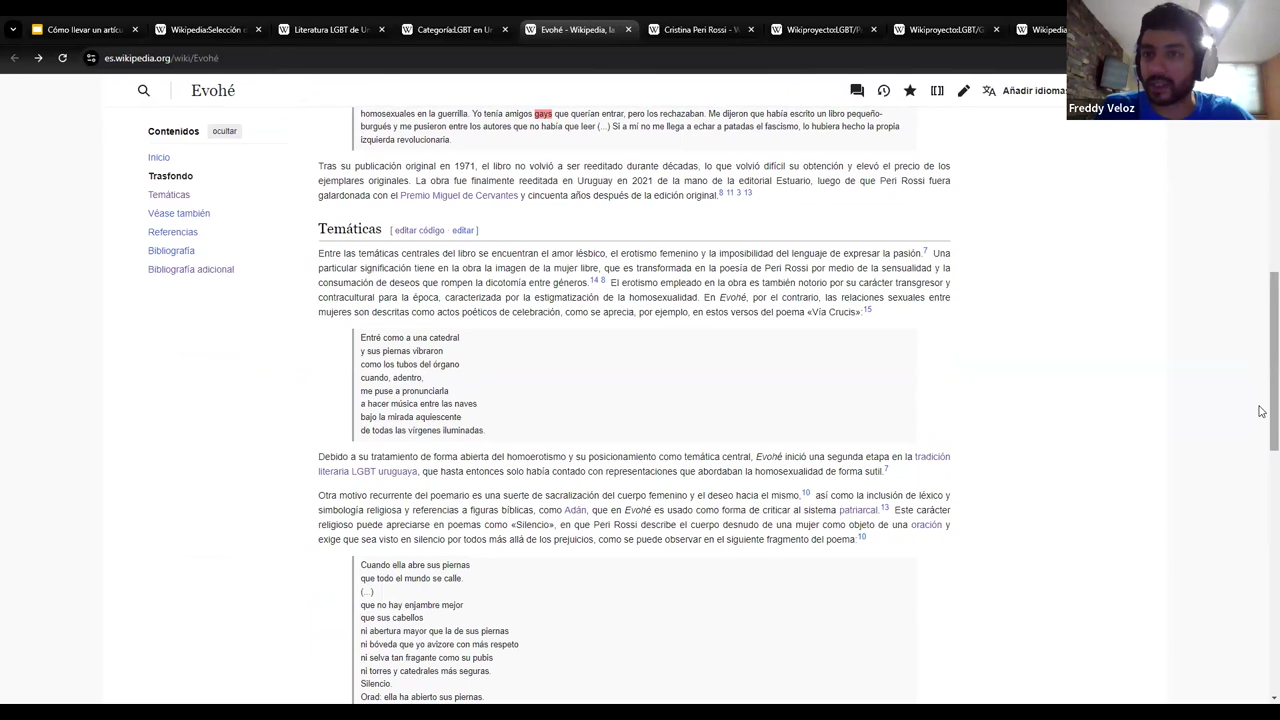 Cómo llevar un artícu
Wikipedia:Selección d
Literatura LGBT de Ur
Categoría:LGBT en Ur
Evohé - Wikipedia, la
Cristina Peri Rossi - W
Wikiproyecto:LGBT/P
Wikiproyecto:LGBT/G
Wikipedia
es.wikipedia.org/wiki/Evohé
Freddy Veloz
Evohé
Añadir idiomas
Contenidos ocultar
Inicio
Trasfondo
Temáticas
Véase también
Referencias
Bibliografía
Bibliografía adicional
homosexuales en la guerrilla. Yo tenía amigos gays que querían entrar, pero los rechazaban. Me dijeron que había escrito un libro pequeño-
burgués y me pusieron entre los autores que no había que leer (...) Si a mí no me llega a echar a patadas el fascismo, lo hubiera hecho la propia
izquierda revolucionaria.
Tras su publicación original en 1971, el libro no volvió a ser reeditado durante décadas, lo que volvió difícil su obtención y elevó el precio de los
ejemplares originales. La obra fue finalmente reeditada en Uruguay en 2021 de la mano de la editorial Estuario, luego de que Peri Rossi fuera
galardonada con el Premio Miguel de Cervantes y cincuenta años después de la edición original.8 11 3 13
Temáticas [ editar código · editar ]
Entre las temáticas centrales del libro se encuentran el amor lésbico, el erotismo femenino y la imposibilidad del lenguaje de expresar la pasión.7 Una
particular significación tiene en la obra la imagen de la mujer libre, que es transformada en la poesía de Peri Rossi por medio de la sensualidad y la
consumación de deseos que rompen la dicotomía entre géneros.14 8 El erotismo empleado en la obra es también notorio por su carácter transgresor y
contracultural para la época, caracterizada por la estigmatización de la homosexualidad. En Evohé, por el contrario, las relaciones sexuales entre
mujeres son descritas como actos poéticos de celebración, como se aprecia, por ejemplo, en estos versos del poema «Vía Crucis»:15
Entré como a una catedral
y sus piernas vibraron
como los tubos del órgano
cuando, adentro,
me puse a pronunciarla
a hacer música entre las naves
bajo la mirada aquiescente
de todas las vírgenes iluminadas.
Debido a su tratamiento de forma abierta del homoerotismo y su posicionamiento como temática central, Evohé inició una segunda etapa en la tradición
literaria LGBT uruguaya, que hasta entonces solo había contado con representaciones que abordaban la homosexualidad de forma sutil.7
Otra motivo recurrente del poemario es una suerte de sacralización del cuerpo femenino y el deseo hacia el mismo,10 así como la inclusión de léxico y
simbología religiosa y referencias a figuras bíblicas, como Adán, que en Evohé es usado como forma de criticar al sistema patriarcal.13 Este carácter
religioso puede apreciarse en poemas como «Silencio», en que Peri Rossi describe el cuerpo desnudo de una mujer como objeto de una oración y
exige que sea visto en silencio por todos más allá de los prejuicios, como se puede observar en el siguiente fragmento del poema:10
Cuando ella abre sus piernas
que todo el mundo se calle.
(...)
que no hay enjambre mejor
que sus cabellos
ni abertura mayor que la de sus piernas
ni bóveda que yo avizore con más respeto
ni selva tan fragante como su pubis
ni torres y catedrales más seguras.
Silencio.
Orad: ella ha abierto sus piernas.